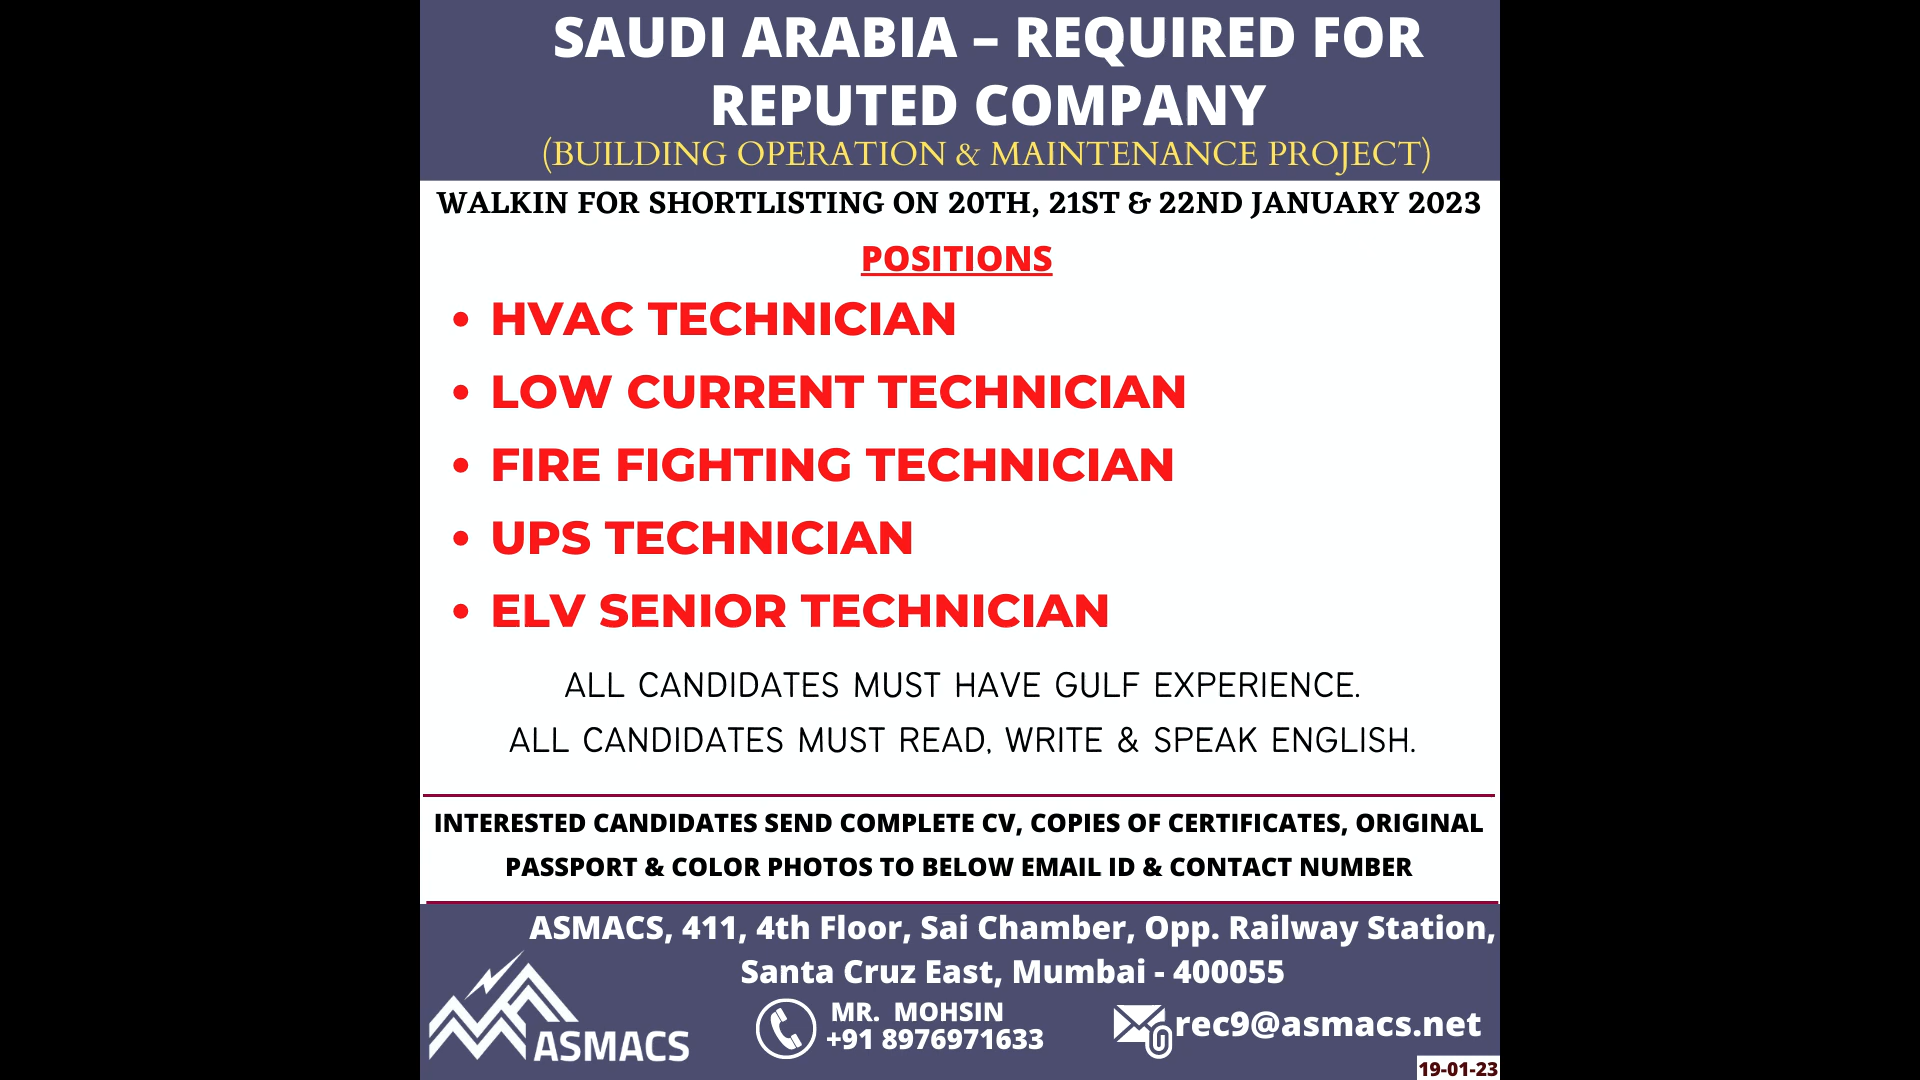 SAUDI ARABIA – REQUIRED FOR
REPUTED COMPANY
(BUILDING OPERATION & MAINTENANCE PROJECT)
WALKIN FOR SHORTLISTING ON 20TH, 21ST & 22ND JANUARY 2023
POSITIONS
• HVAC TECHNICIAN
• LOW CURRENT TECHNICIAN
• FIRE FIGHTING TECHNICIAN
• UPS TECHNICIAN
• ELV SENIOR TECHNICIAN
ALL CANDIDATES MUST HAVE GULF EXPERIENCE.
ALL CANDIDATES MUST READ, WRITE & SPEAK ENGLISH.
INTERESTED CANDIDATES SEND COMPLETE CV, COPIES OF CERTIFICATES, ORIGINAL
PASSPORT & COLOR PHOTOS TO BELOW EMAIL ID & CONTACT NUMBER
ASMACS, 411, 4th Floor, Sai Chamber, Opp. Railway Station,
Santa Cruz East, Mumbai - 400055
ASMACS
MR. MOHSIN
+91 8976971633
rec9@asmacs.net
19-01-23